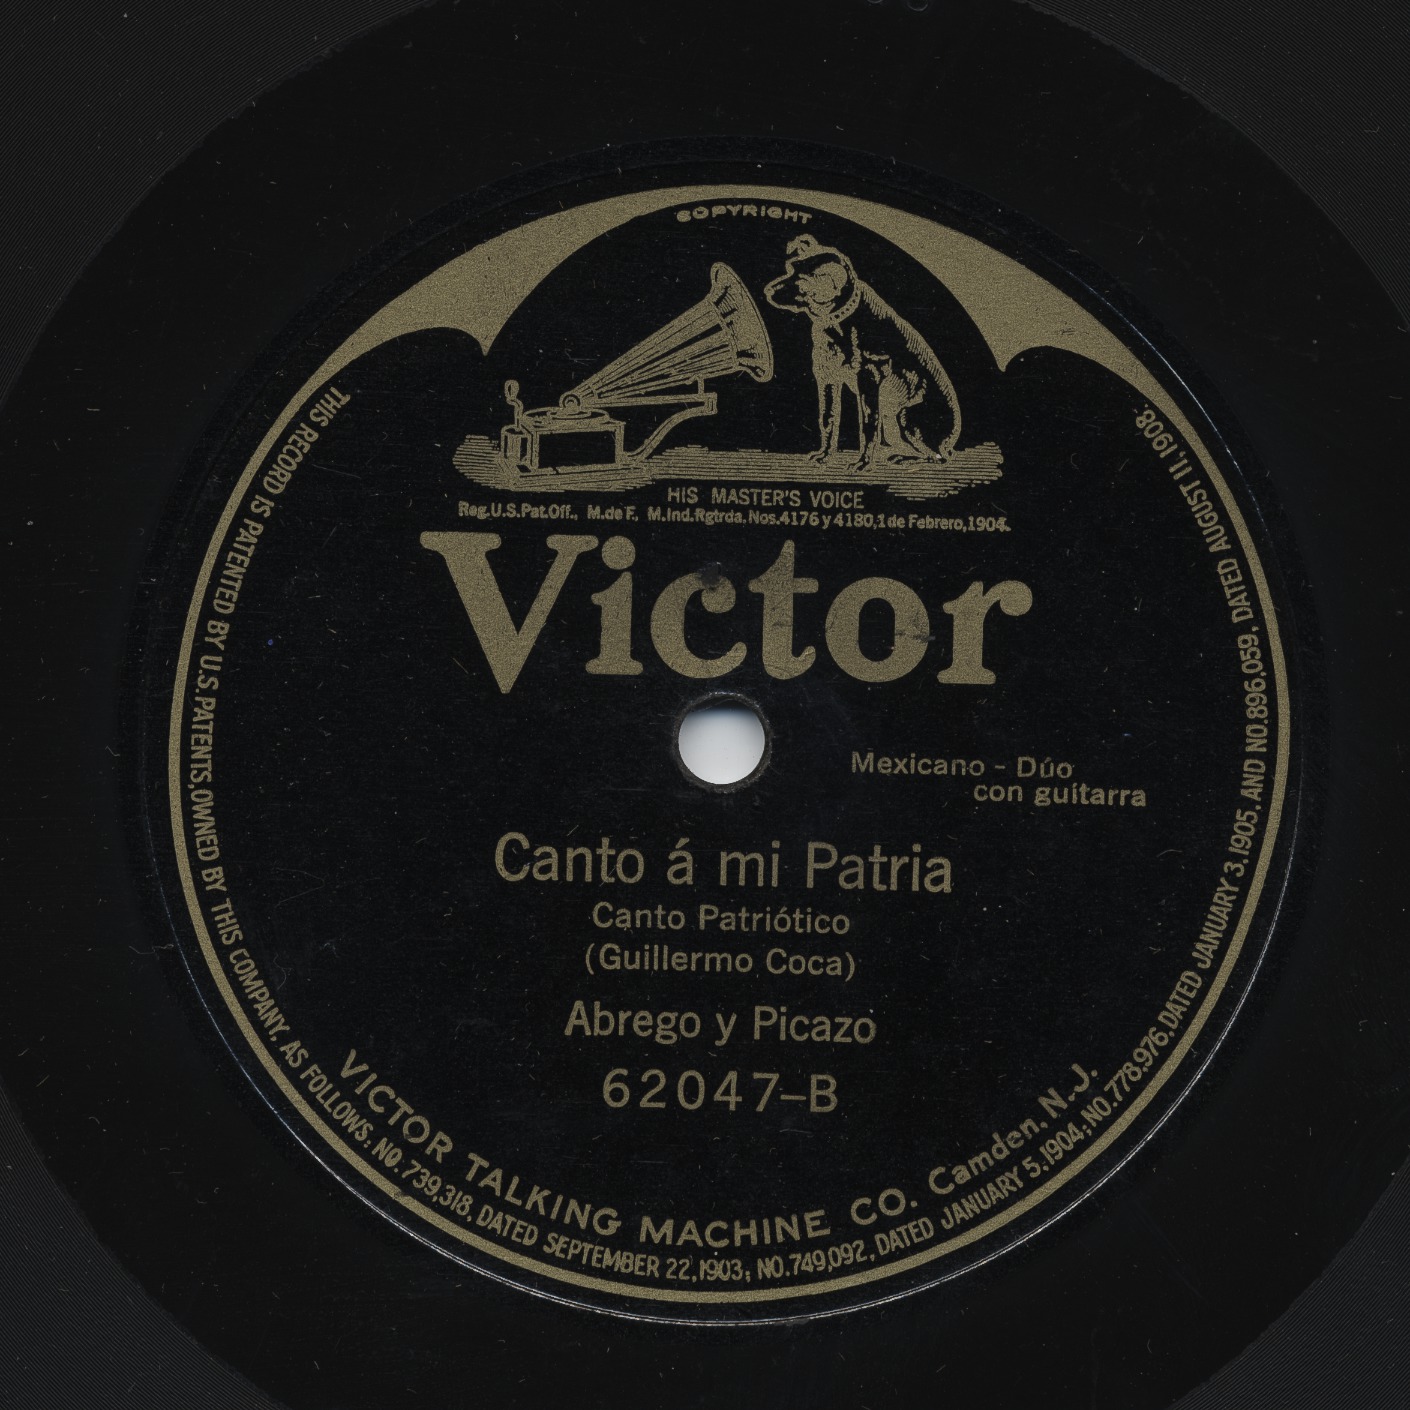 COPYRIGHT
HIS MASTER'S VOICE
Reg.U.S.Pat.Off., M.de F., M.Ind.Rgtrda.Nos.4176 y 4180,1 de Febrero,1904.
Victor
Mexicano - Dúo
con guitarra
Canto á mi Patria
Canto Patriótico
(Guillermo Coca)
Abrego y Picazo
62047-B
VICTOR TALKING MACHINE CO. Camden, N.J.
THIS RECORD IS PATENTED BY U.S. PATENTS, OWNED BY THIS COMPANY, AS FOLLOWS: NO. 739,318, DATED SEPTEMBER 22,1903; NO.749,092, DATED JANUARY 5,1904; NO.778,976, DATED JANUARY 3,1905, AND NO.896,059, DATED AUGUST 11,1908.